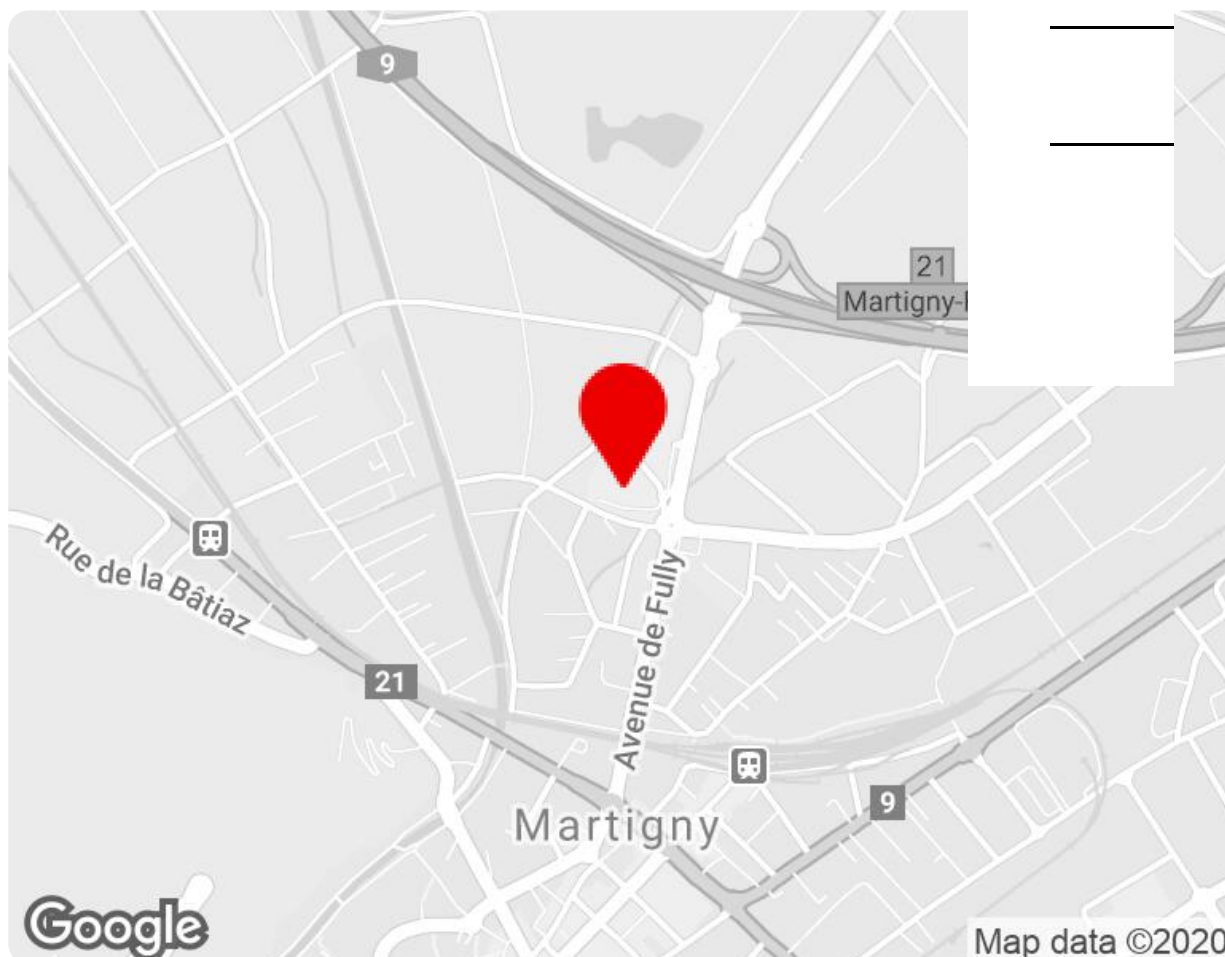 9
21
Martigny-
Rue de la Bâtiaz
Avenue de Fully
21
9
Martigny
Google
Map data ©2020